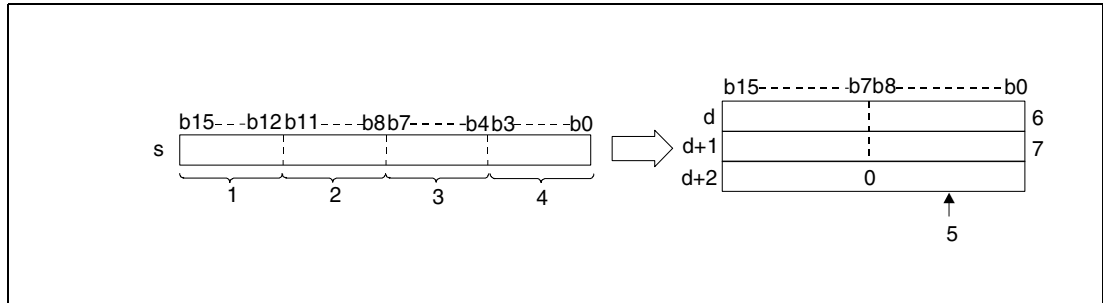 b15---b12 b11----b8 b7------b4 b3----b0
s
1 2 3 4
b15--------b7 b8----------b0
d 6
d+1 7
d+2 0
5